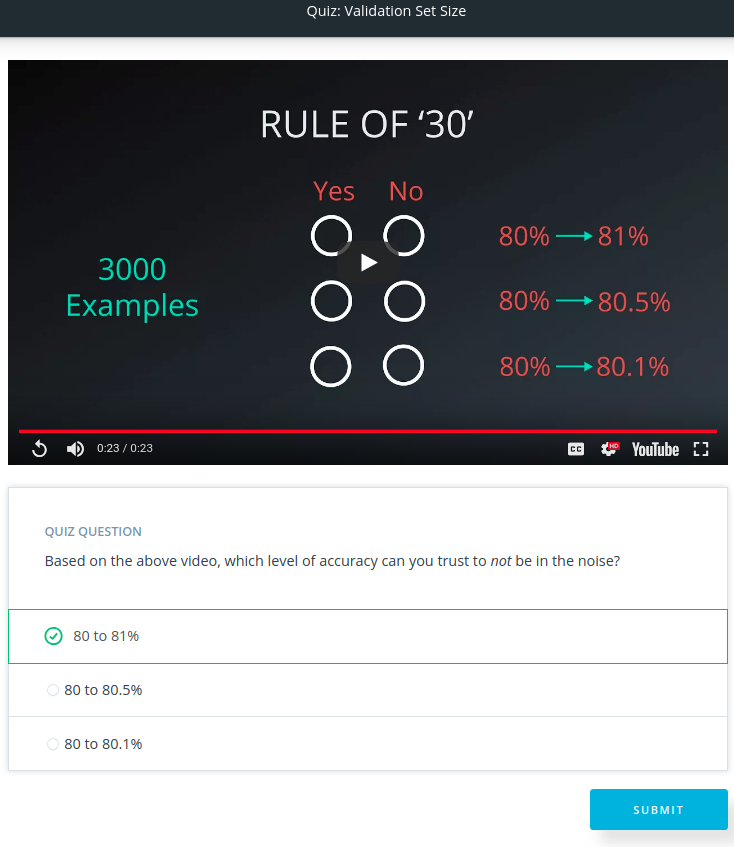 Quiz: Validation Set Size
RULE OF ‘30’
Yes No
80% 81%
3000
Examples
80% 80.5%
80% 80.1%
0:23 / 0:23
CC
HD
YouTube
QUIZ QUESTION
Based on the above video, which level of accuracy can you trust to not be in the noise?
80 to 81%
80 to 80.5%
80 to 80.1%
SUBMIT